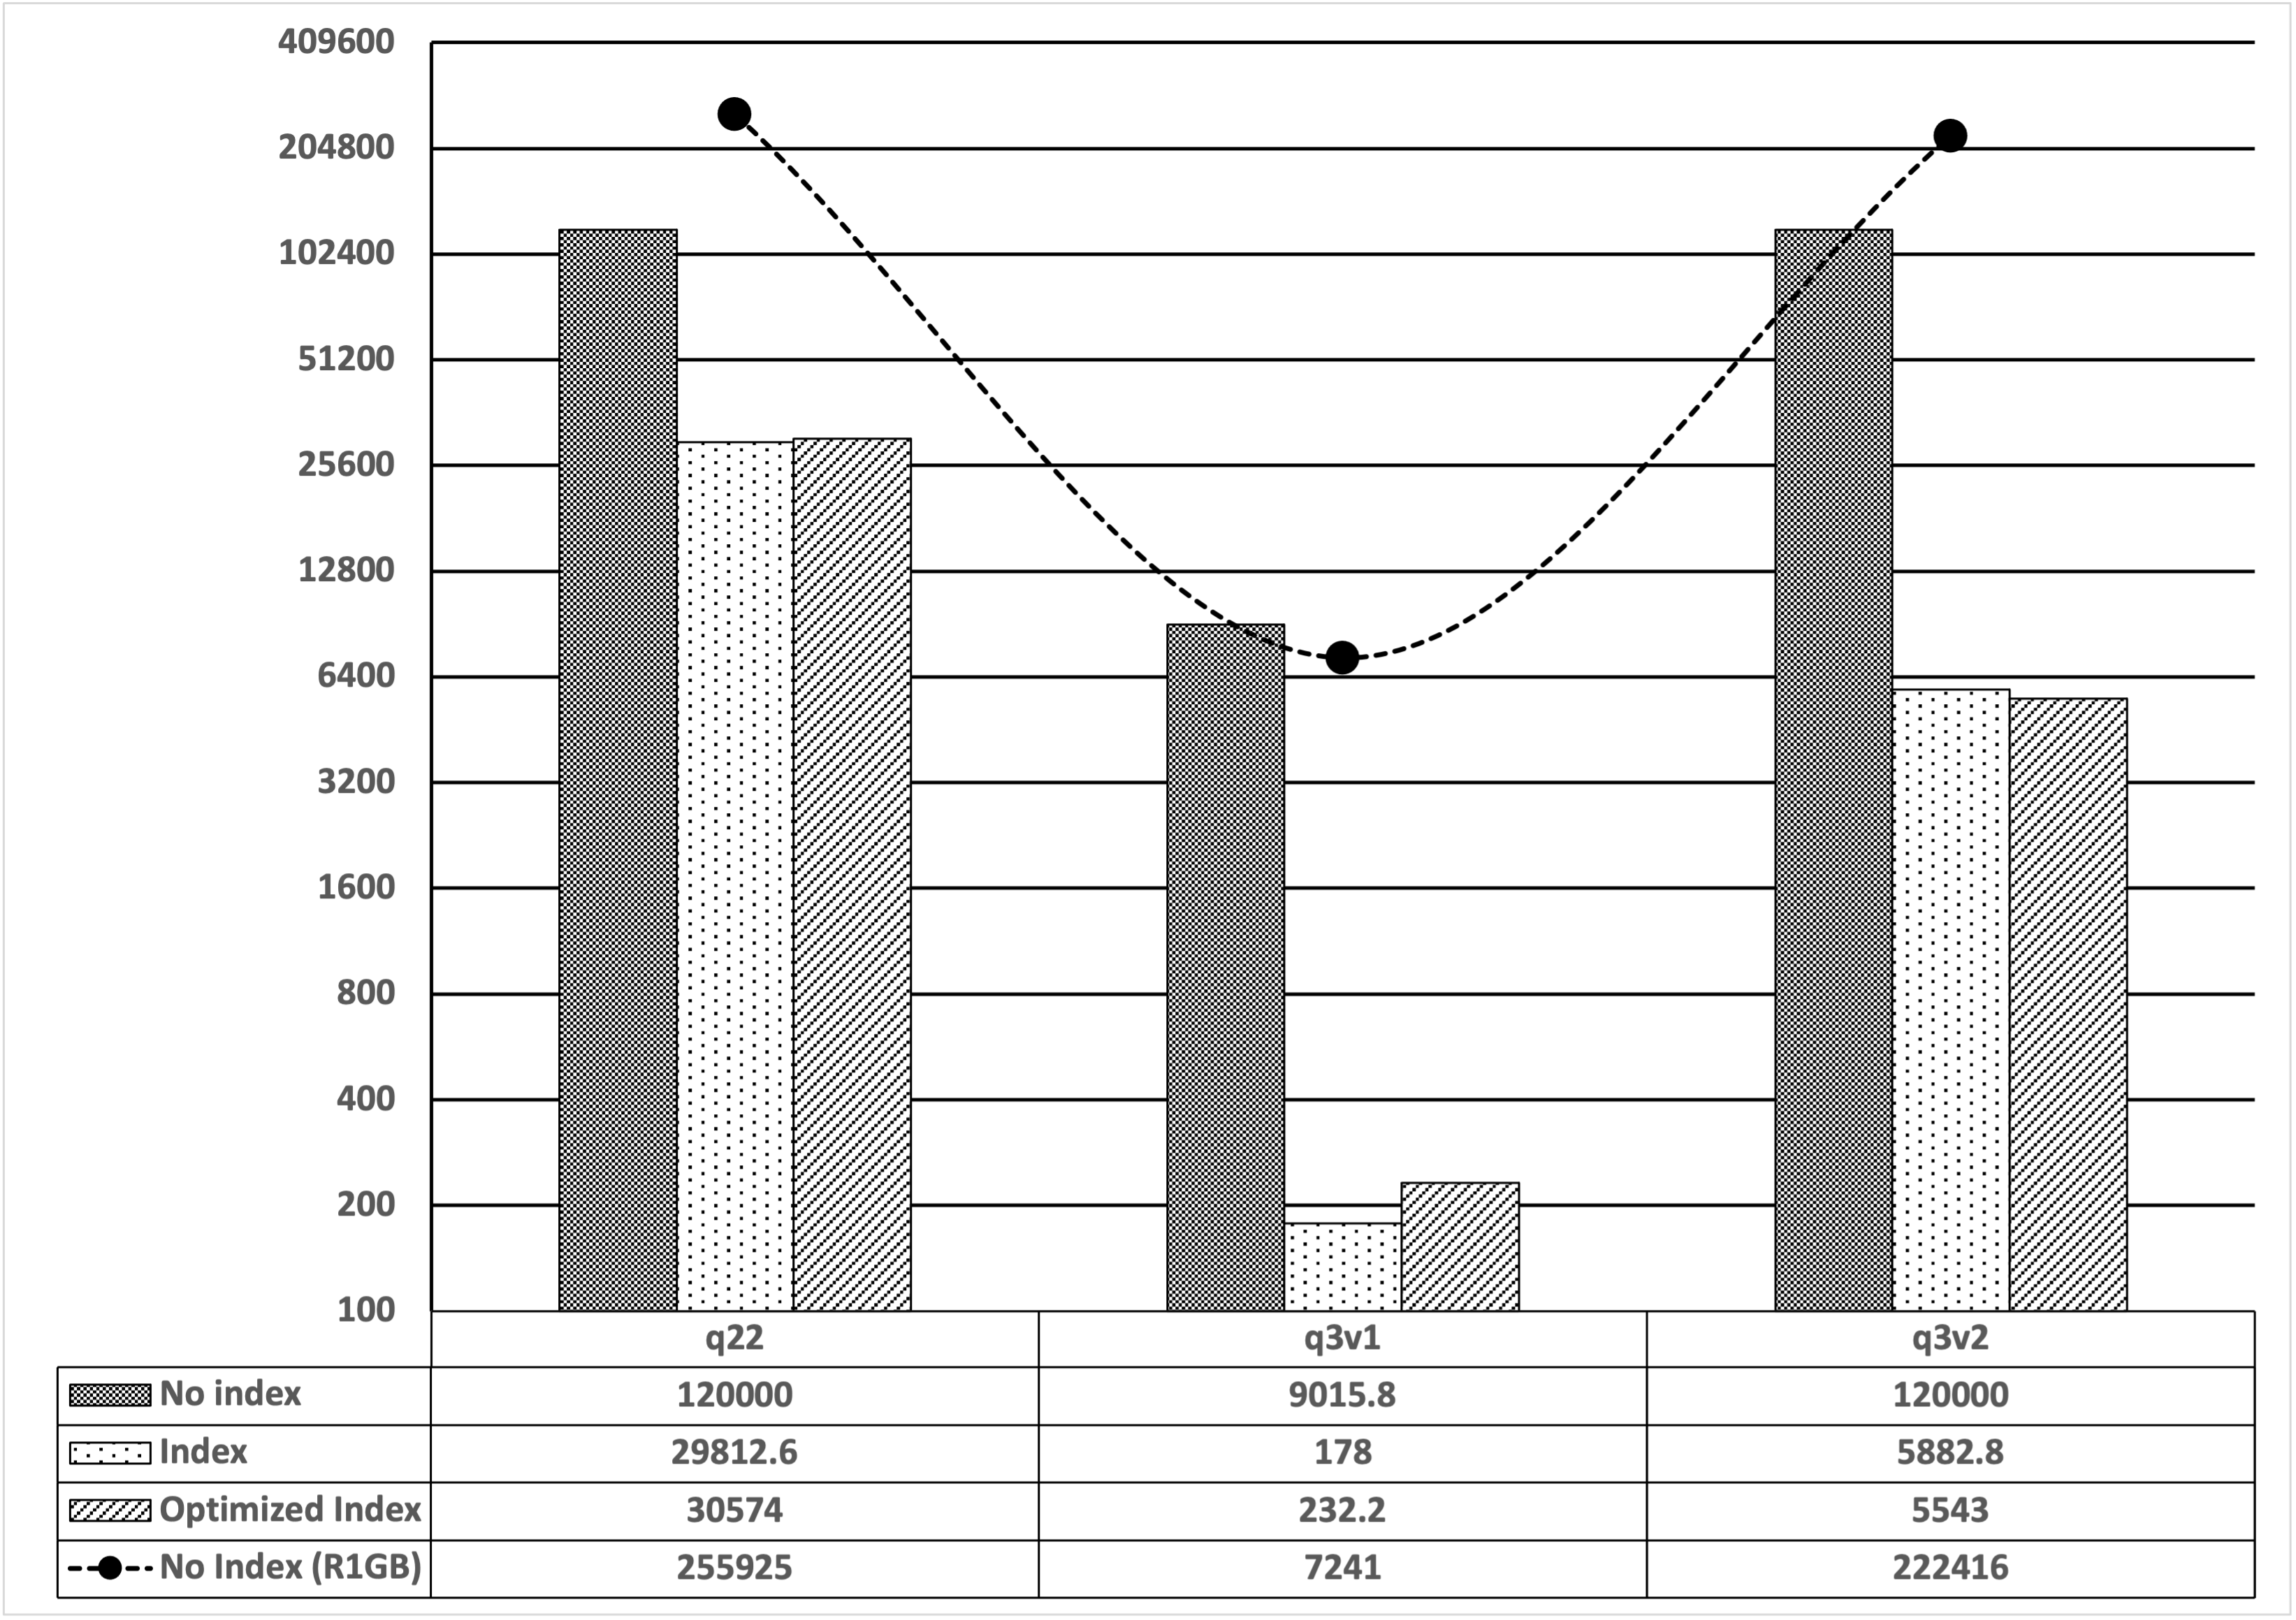 409600
204800
102400
51200
25600
12800
6400
3200
1600
800
400
200
100
q22 q3v1 q3v2
No index 120000 9015.8 120000
Index 29812.6 178 5882.8
Optimized Index 30574 232.2 5543
No Index (R1GB) 255925 7241 222416